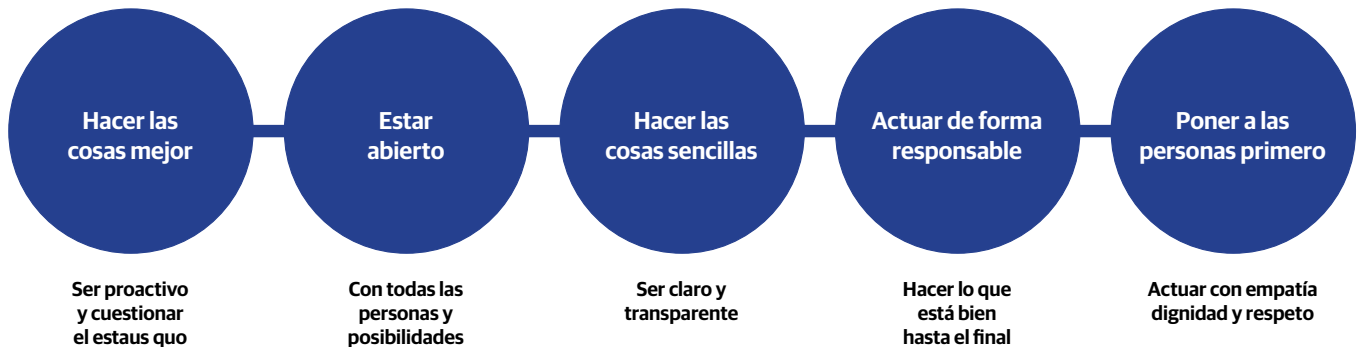 Hacer las
cosas mejor
Estar
abierto
Hacer las
cosas sencillas
Actuar de forma
responsable
Poner a las
personas primero
Ser proactivo
y cuestionar
el estaus quo
Con todas las
personas y
posibilidades
Ser claro y
transparente
Hacer lo que
está bien
hasta el final
Actuar con empatía
dignidad y respeto